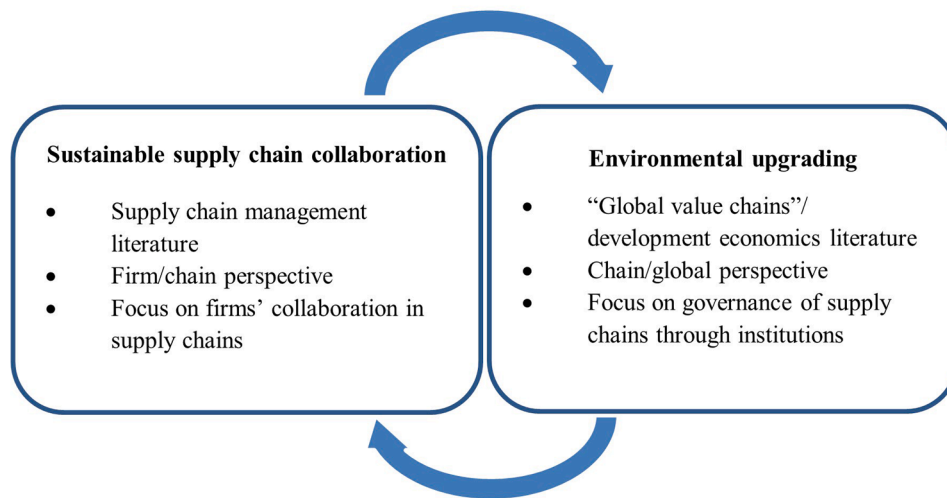 Sustainable supply chain collaboration
• Supply chain management
literature
• Firm/chain perspective
• Focus on firms’ collaboration in
supply chains
Environmental upgrading
• “Global value chains”/
development economics literature
• Chain/global perspective
• Focus on governance of supply
chains through institutions